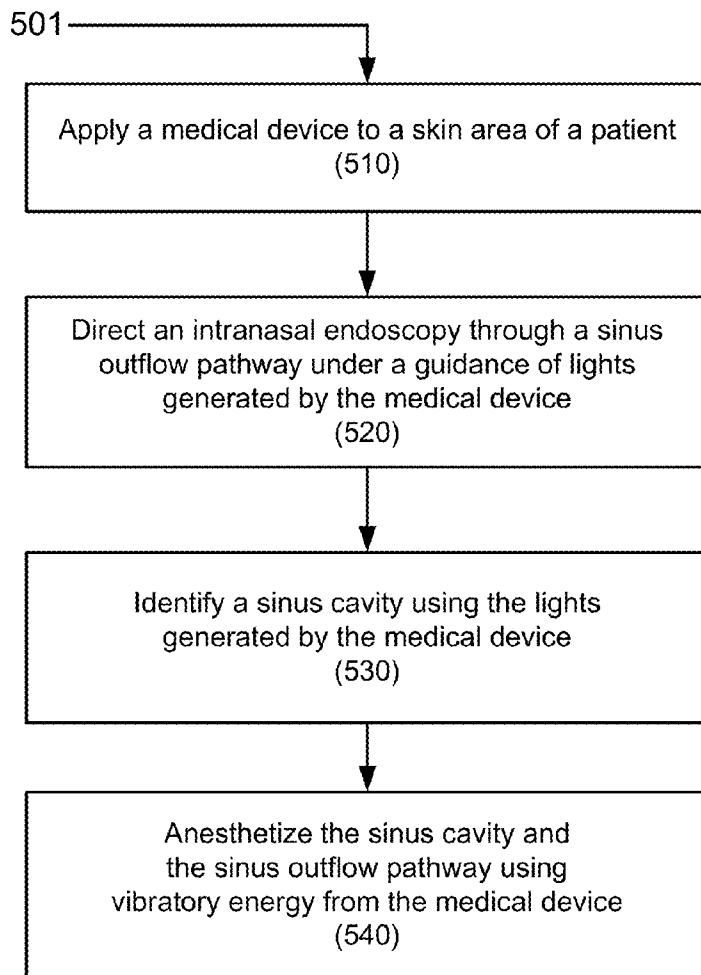 501
Apply a medical device to a skin area of a patient
(510)
Direct an intranasal endoscopy through a sinus
outflow pathway under a guidance of lights
generated by the medical device
(520)
Identify a sinus cavity using the lights
generated by the medical device
(530)
Anesthetize the sinus cavity and
the sinus outflow pathway using
vibratory energy from the medical device
(540)